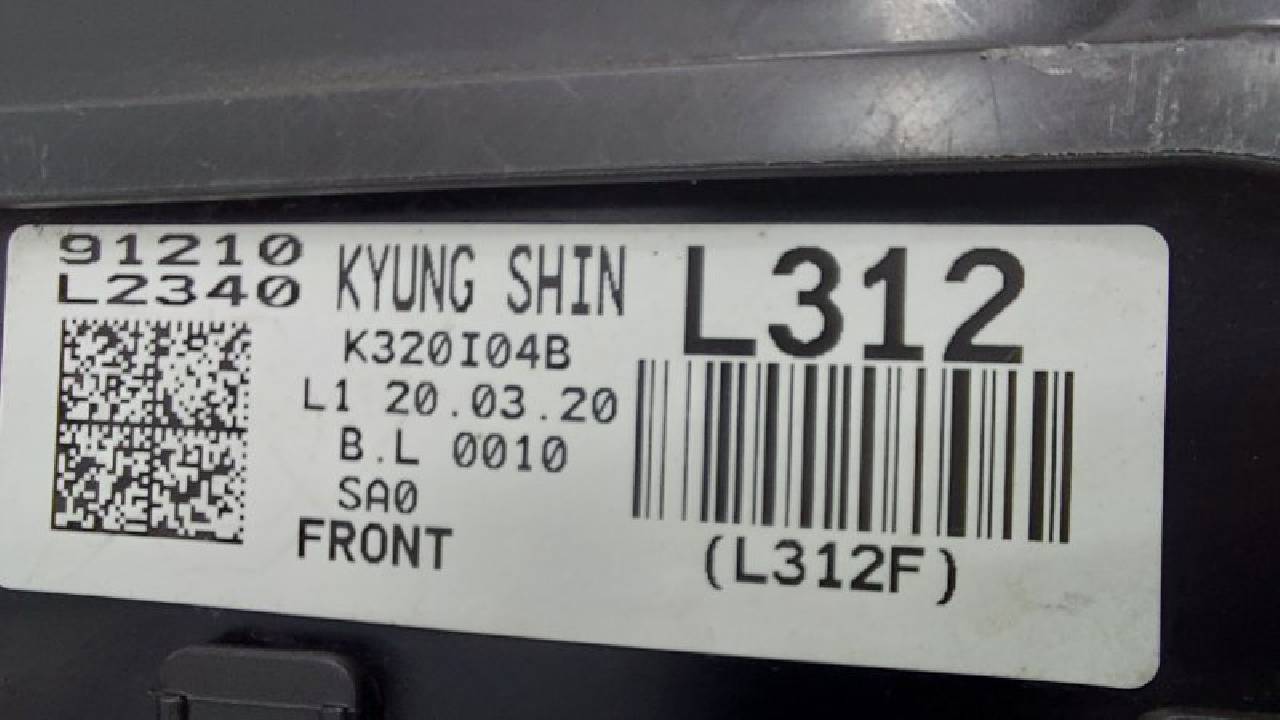 91210
L2340
KYUNG SHIN
K320I04B
L1 20.03.20
B.L 0010
SA0
FRONT
L312
(L312F)